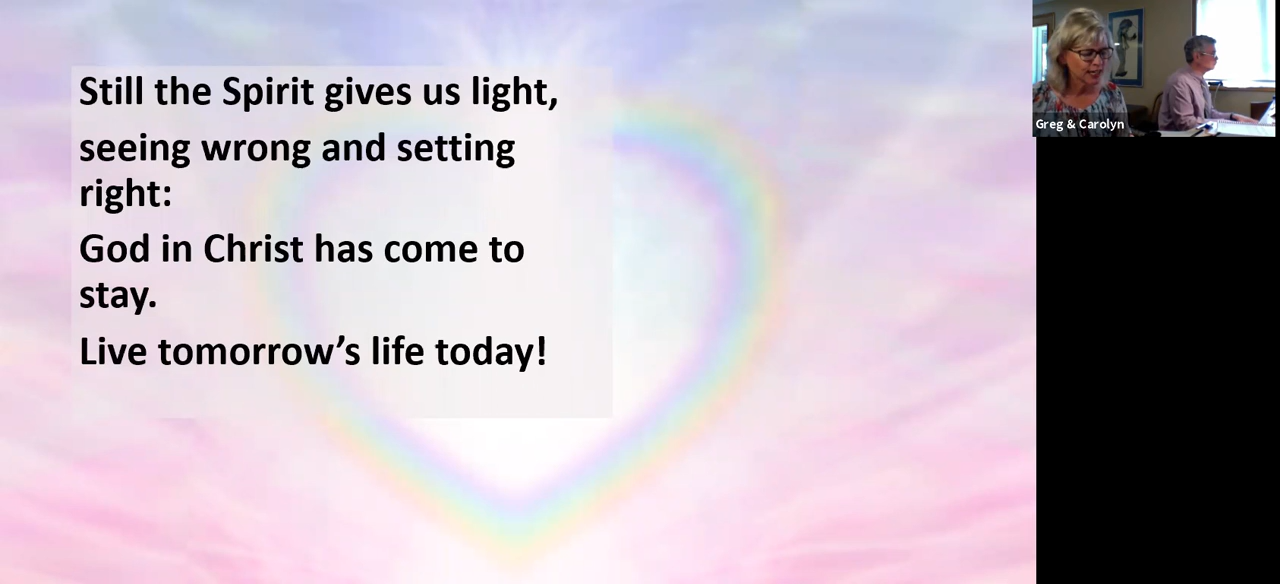 Still the Spirit gives us light,
seeing wrong and setting
right:
God in Christ has come to
stay.
Live tomorrow’s life today!
Greg & Carolyn